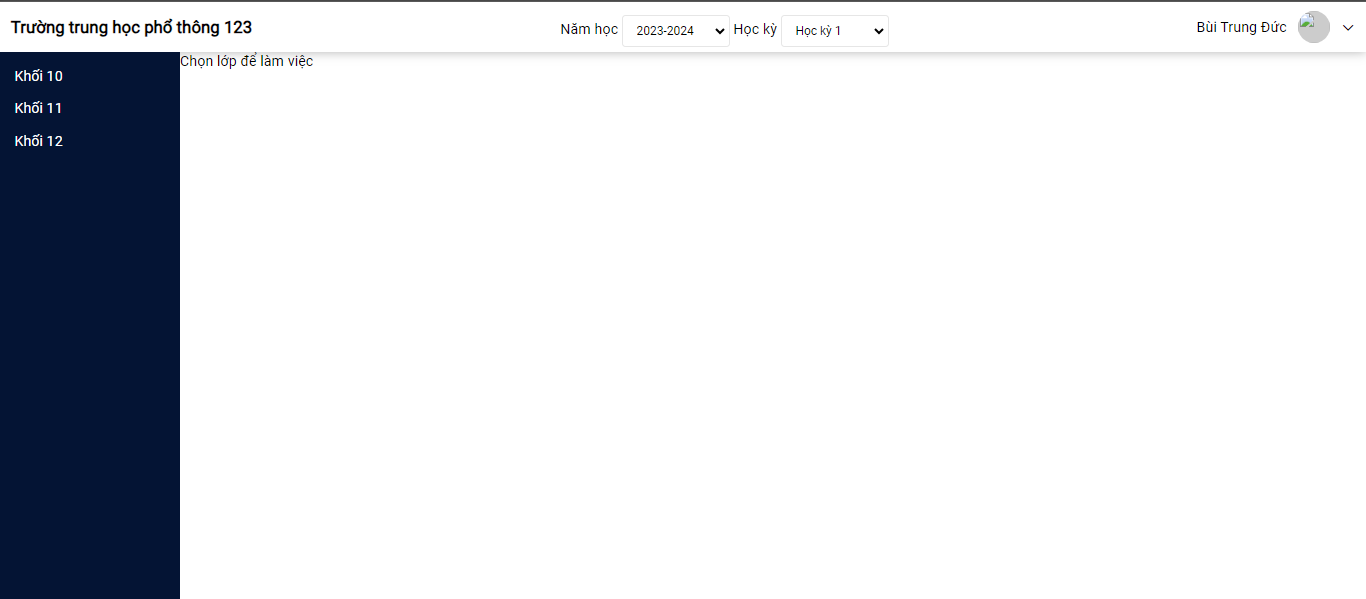 Trường trung học phổ thông 123
Năm học 2023-2024 Học kỳ Học kỳ 1
Bùi Trung Đức
Khối 10
Khối 11
Khối 12
Chọn lớp để làm việc